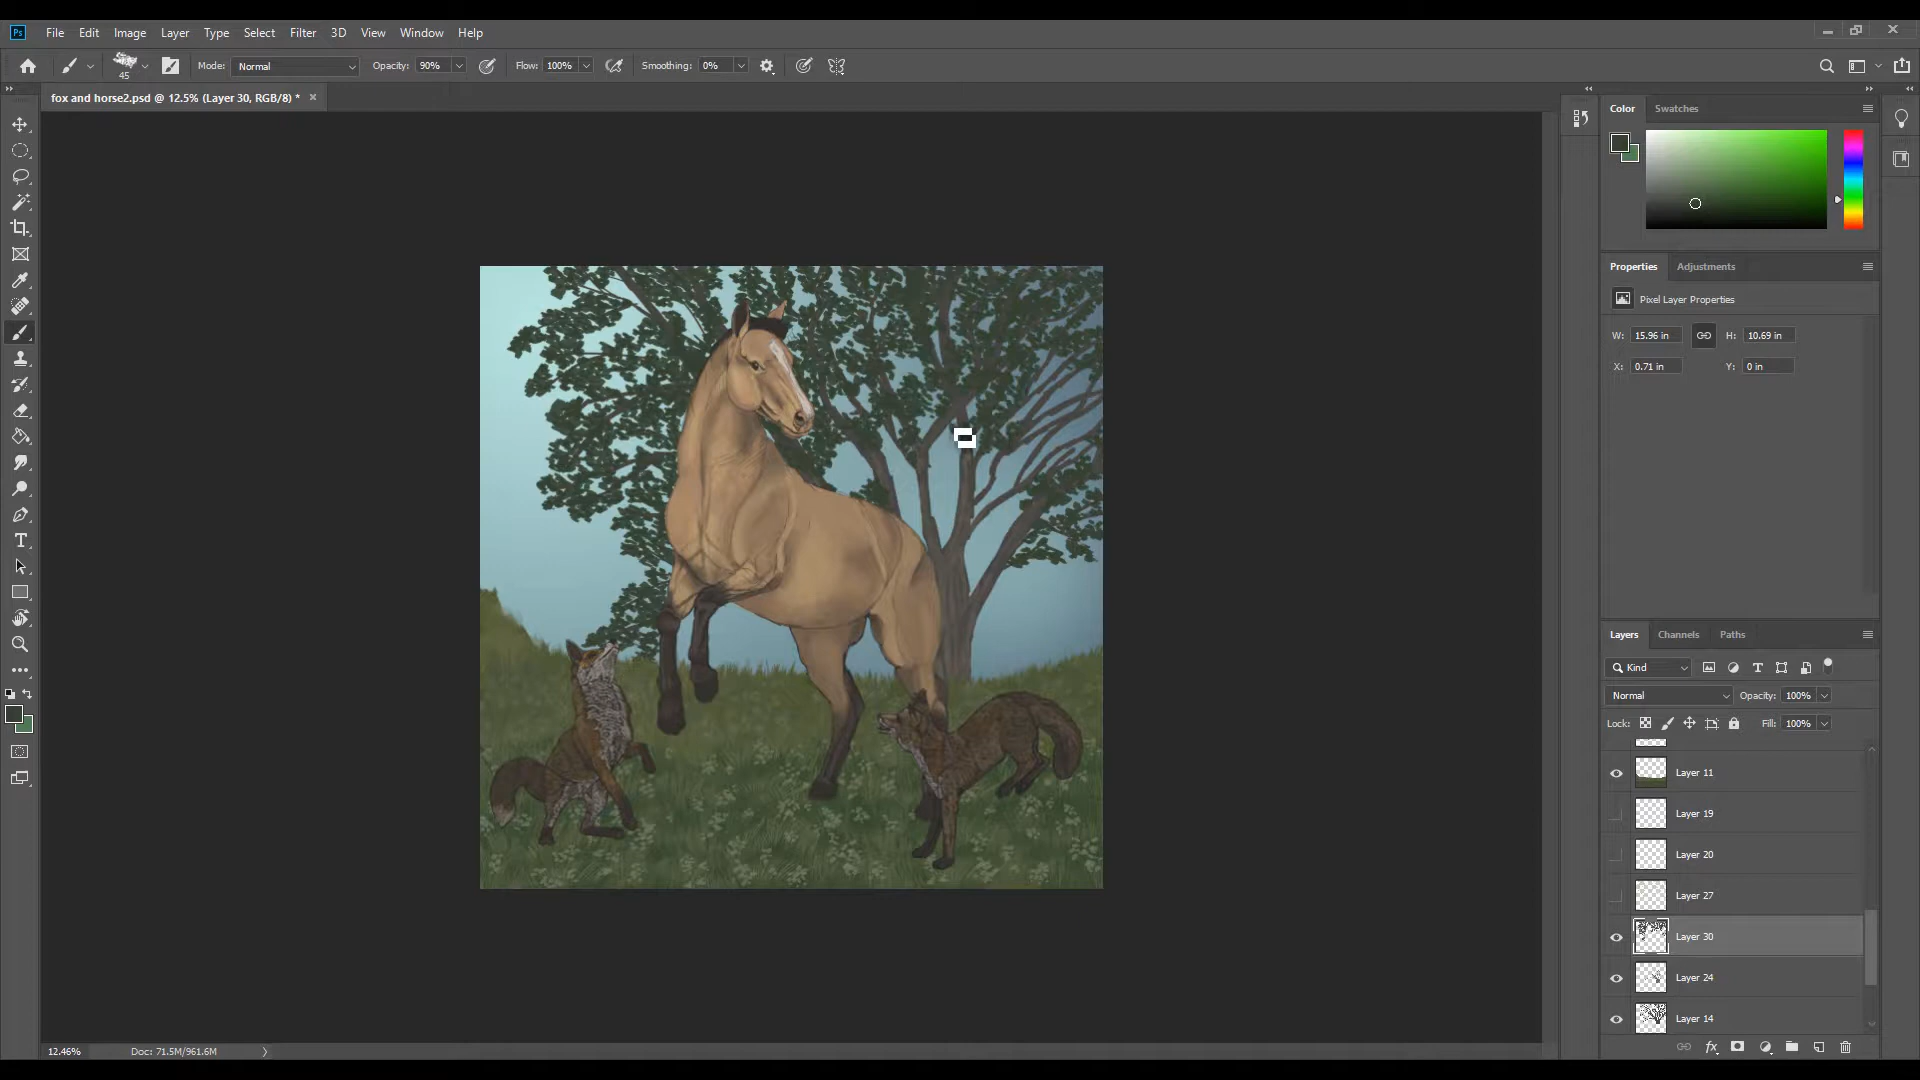 Ps File Edit Image Layer Type Select Filter 3D View Window Help
45 Mode: Normal Opacity: 90% Flow: 100% Smoothing: 0%
fox and horse2.psd @ 12.5% (Layer 30, RGB/8) *
Color Swatches
Properties Adjustments
Pixel Layer Properties
W: 15.96 in H: 10.69 in
X: 0.71 in Y: 0 in
Layers Channels Paths
Kind
Normal Opacity: 100%
Lock: Fill: 100%
Layer 11
Layer 19
Layer 20
Layer 27
Layer 30
Layer 24
Layer 14
12.46% Doc: 71.5M/961.6M